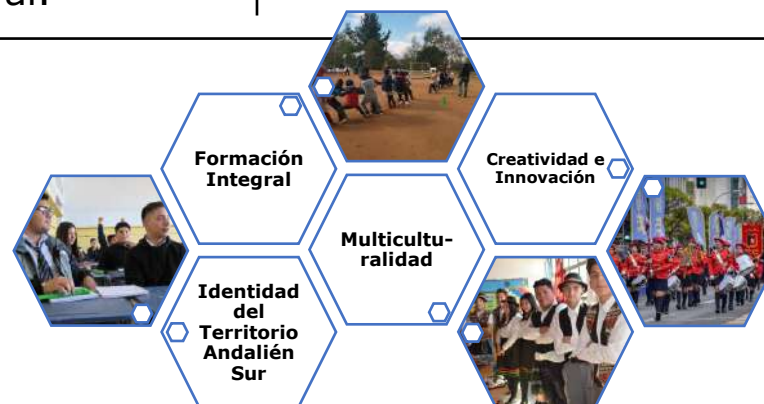 Formación
Integral
Creatividad e
Innovación
Multicultu-
ralidad
Identidad
del
Territorio
Andalién
Sur